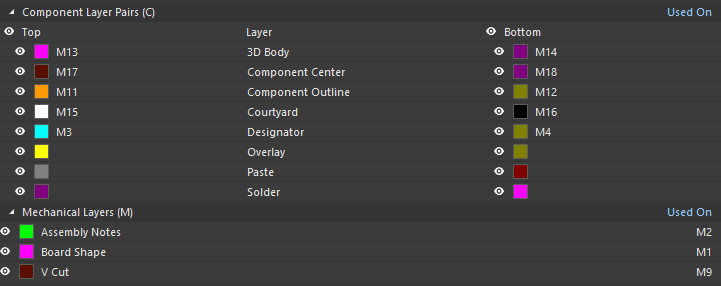 Component Layer Pairs (C) Used On
Top Layer Bottom
M13 3D Body M14
M17 Component Center M18
M11 Component Outline M12
M15 Courtyard M16
M3 Designator M4
Overlay
Paste
Solder
Mechanical Layers (M) Used On
Assembly Notes M2
Board Shape M1
V Cut M9